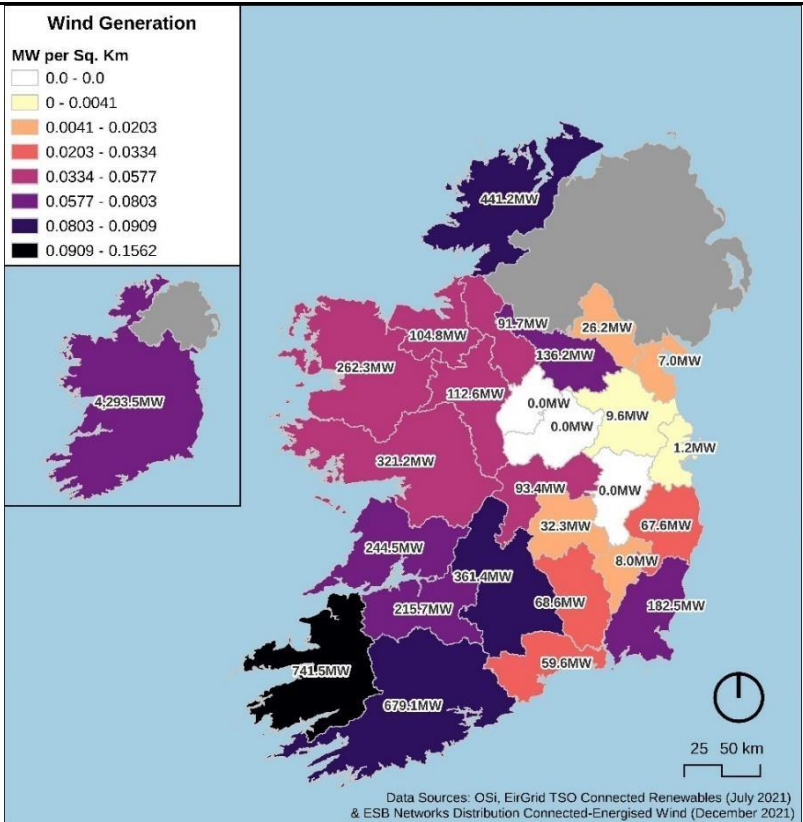 Wind Generation
MW per Sq. Km
0.0 - 0.0
0 - 0.0041
0.0041 - 0.0203
0.0203 - 0.0334
0.0334 - 0.0577
0.0577 - 0.0803
0.0803 - 0.0909
0.0909 - 0.1562
4,293.5MW
441.2MW
91.7MW
26.2MW
104.8MW
136.2MW
7.0MW
262.3MW
112.6MW
0.0MW
9.6MW
0.0MW
1.2MW
321.2MW
93.4MW
0.0MW
32.3MW
67.6MW
244.5MW
8.0MW
361.4MW
215.7MW
68.6MW
182.5MW
59.6MW
741.5MW
679.1MW
25 50 km
Data Sources: OSi, EirGrid TSO Connected Renewables (July 2021)
& ESB Networks Distribution Connected-Energised Wind (December 2021)